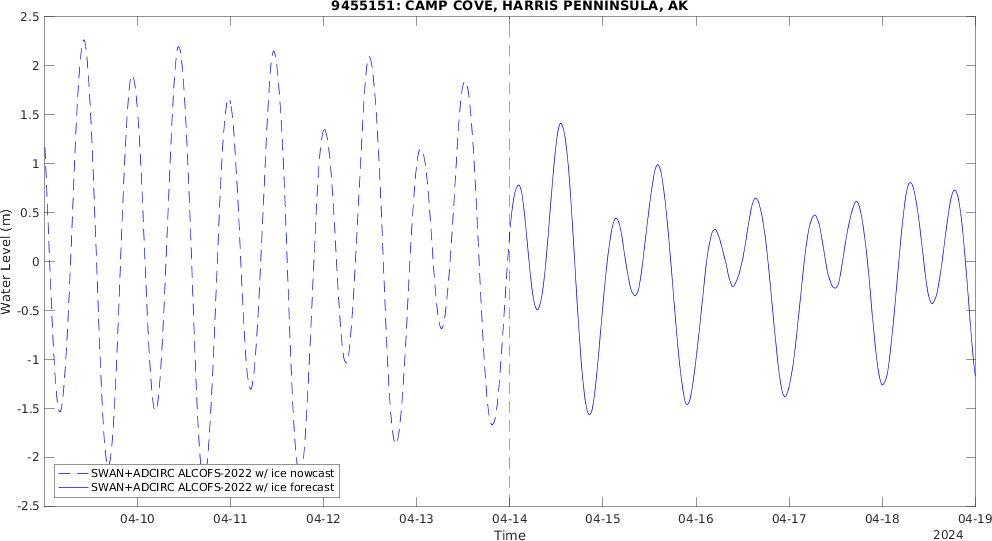 9455151: CAMP COVE, HARRIS PENNINSULA, AK
2.5
2
1.5
1
0.5
0
-0.5
-1
-1.5
-2
-2.5
Water Level (m)
SWAN+ADCIRC ALCOFS-2022 w/ ice nowcast
SWAN+ADCIRC ALCOFS-2022 w/ ice forecast
04-10 04-11 04-12 04-13 04-14 04-15 04-16 04-17 04-18 04-19
Time
2024